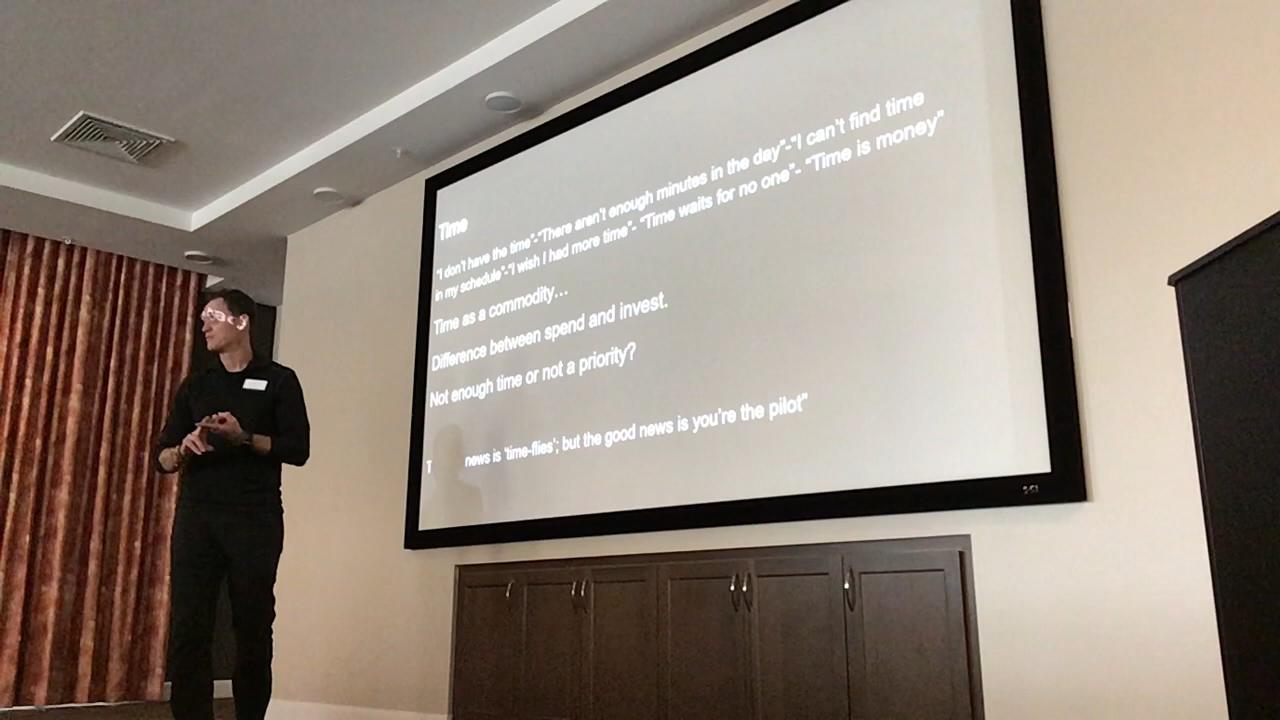 Time
"I don't have the time"-"There aren't enough minutes in the day"-"I can't find time
in my schedule"-"I wish I had more time"- "Time waits for no one"- "Time is money"
Time as a commodity...
Difference between spend and invest.
Not enough time or not a priority?
T news is 'time-flies'; but the good news is you're the pilot"